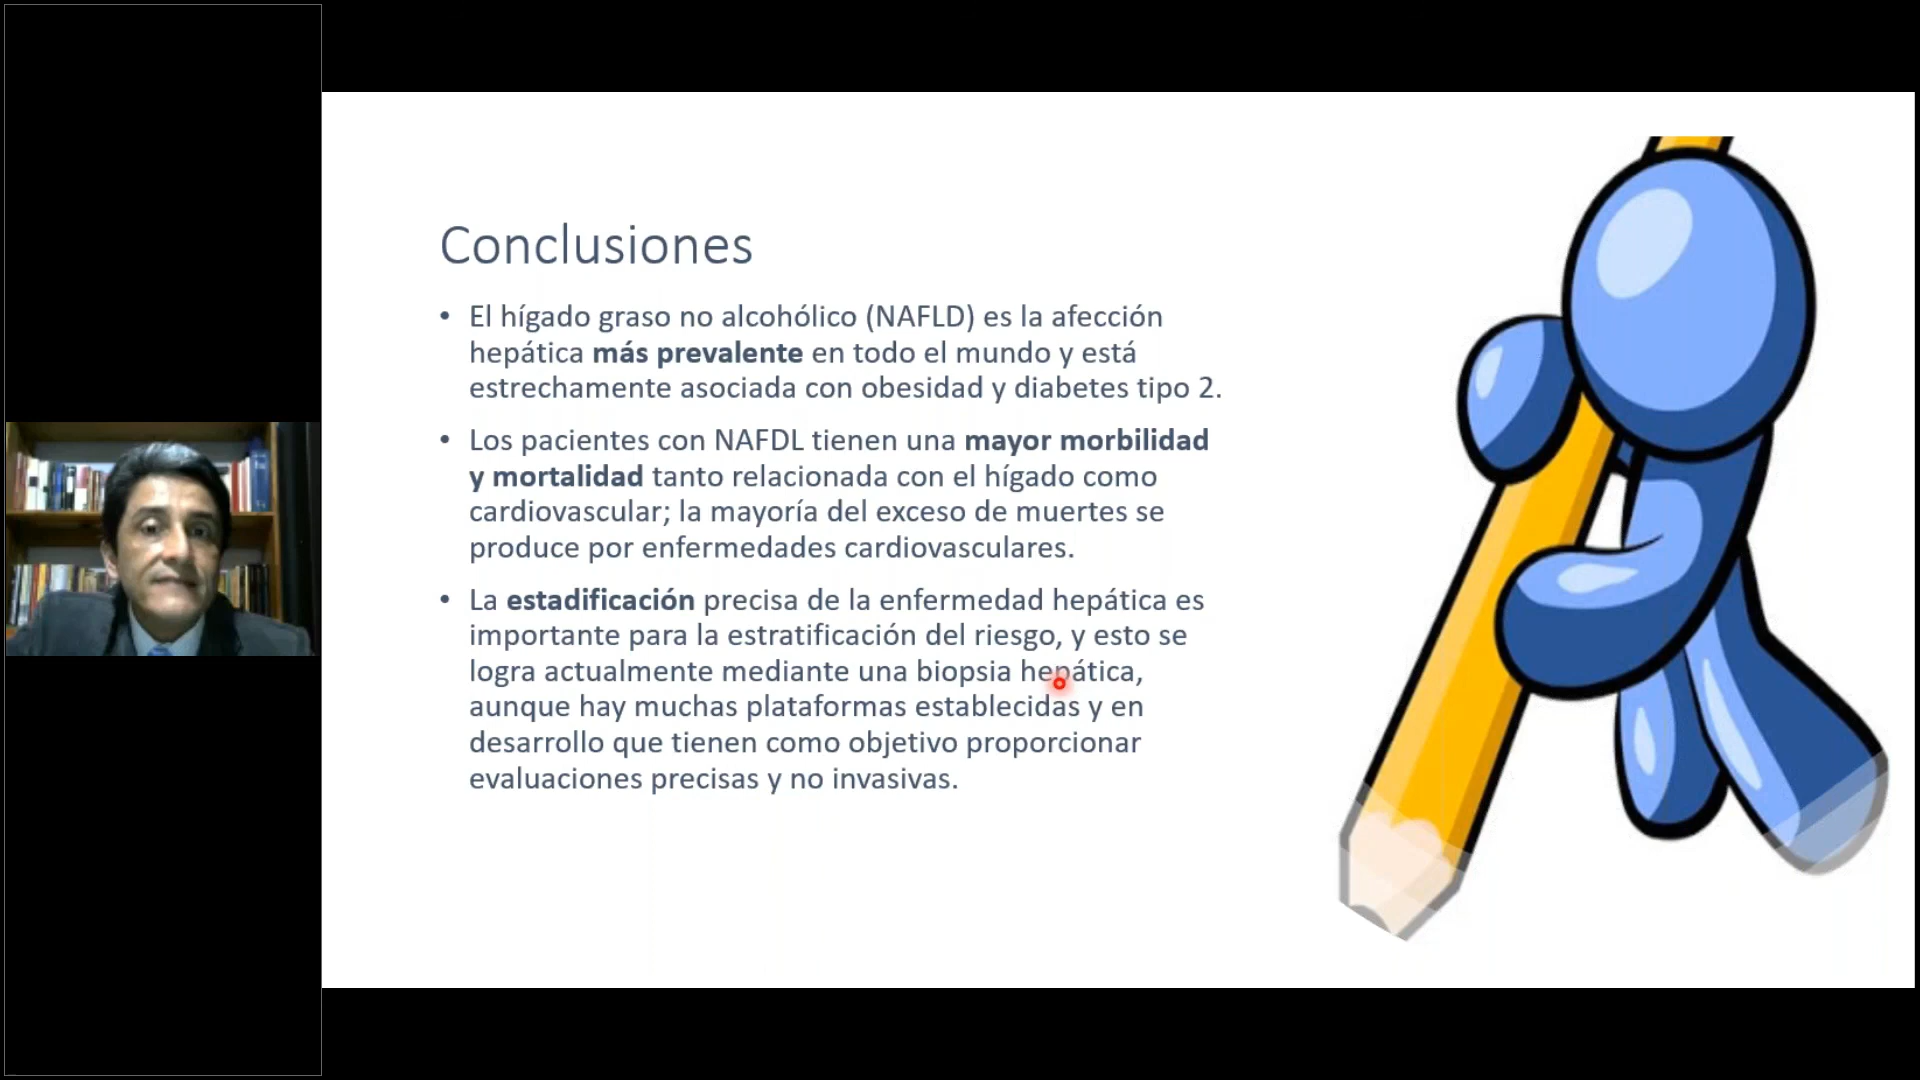 Conclusiones
• El hígado graso no alcohólico (NAFLD) es la afección
hepática más prevalente en todo el mundo y está
estrechamente asociada con obesidad y diabetes tipo 2.
• Los pacientes con NAFDL tienen una mayor morbilidad
y mortalidad tanto relacionada con el hígado como
cardiovascular; la mayoría del exceso de muertes se
produce por enfermedades cardiovasculares.
• La estadificación precisa de la enfermedad hepática es
importante para la estratificación del riesgo, y esto se
logra actualmente mediante una biopsia hepática,
aunque hay muchas plataformas establecidas y en
desarrollo que tienen como objetivo proporcionar
evaluaciones precisas y no invasivas.